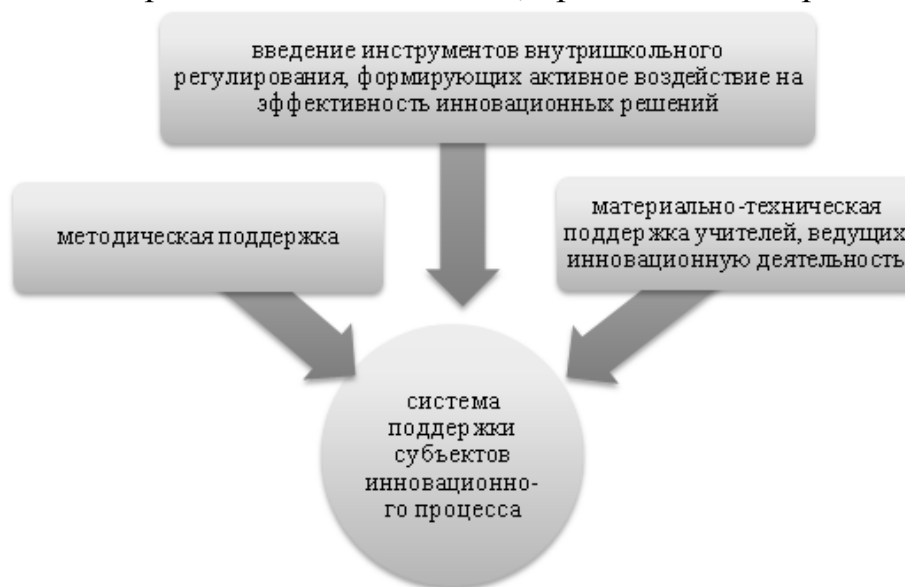 введение инструментов внутришкольного
регулирования, формирующих активное воздействие на
эффективность инновационных решений
методическая поддержка
материально-техническая
поддержка учителей, ведущих
инновационную деятельность
система
поддержки
субъектов
инновационно-
го процесса